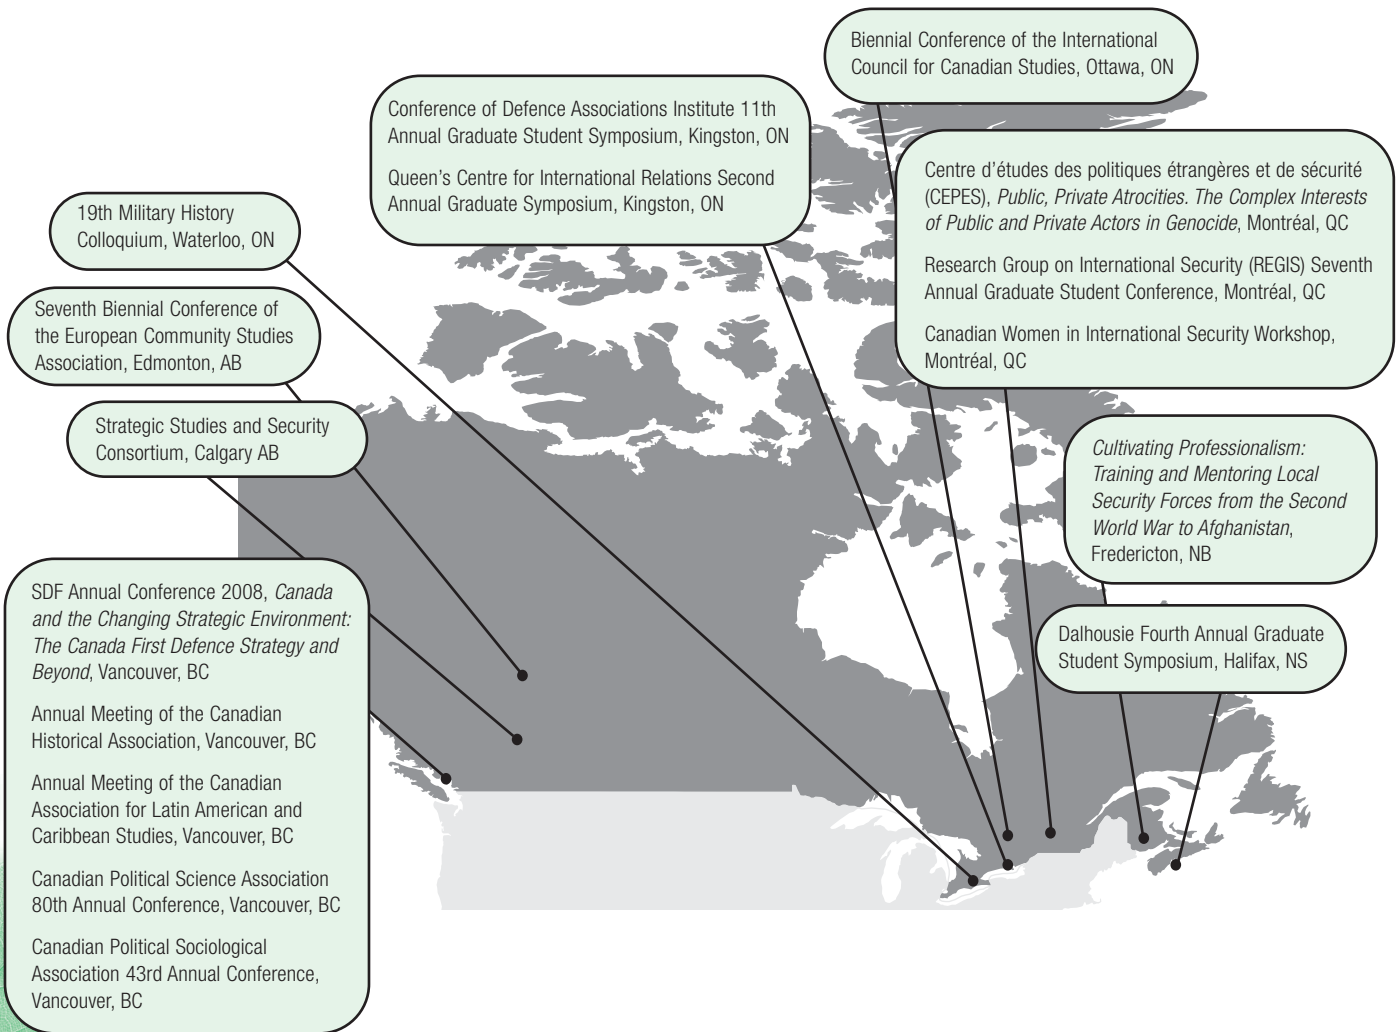 Biennial Conference of the International
Council for Canadian Studies, Ottawa, ON
Conference of Defence Associations Institute 11th
Annual Graduate Student Symposium, Kingston, ON
Queen's Centre for International Relations Second
Annual Graduate Symposium, Kingston, ON
Centre d'études des politiques étrangères et de sécurité
(CEPES), Public, Private Atrocities. The Complex Interests
of Public and Private Actors in Genocide, Montréal, QC
Research Group on International Security (REGIS) Seventh
Annual Graduate Student Conference, Montréal, QC
Canadian Women in International Security Workshop,
Montréal, QC
19th Military History
Colloquium, Waterloo, ON
Seventh Biennial Conference of
the European Community Studies
Association, Edmonton, AB
Strategic Studies and Security
Consortium, Calgary AB
Cultivating Professionalism:
Training and Mentoring Local
Security Forces from the Second
World War to Afghanistan,
Fredericton, NB
Dalhousie Fourth Annual Graduate
Student Symposium, Halifax, NS
SDF Annual Conference 2008, Canada
and the Changing Strategic Environment:
The Canada First Defence Strategy and
Beyond, Vancouver, BC
Annual Meeting of the Canadian
Historical Association, Vancouver, BC
Annual Meeting of the Canadian
Association for Latin American and
Caribbean Studies, Vancouver, BC
Canadian Political Science Association
80th Annual Conference, Vancouver, BC
Canadian Political Sociological
Association 43rd Annual Conference,
Vancouver, BC